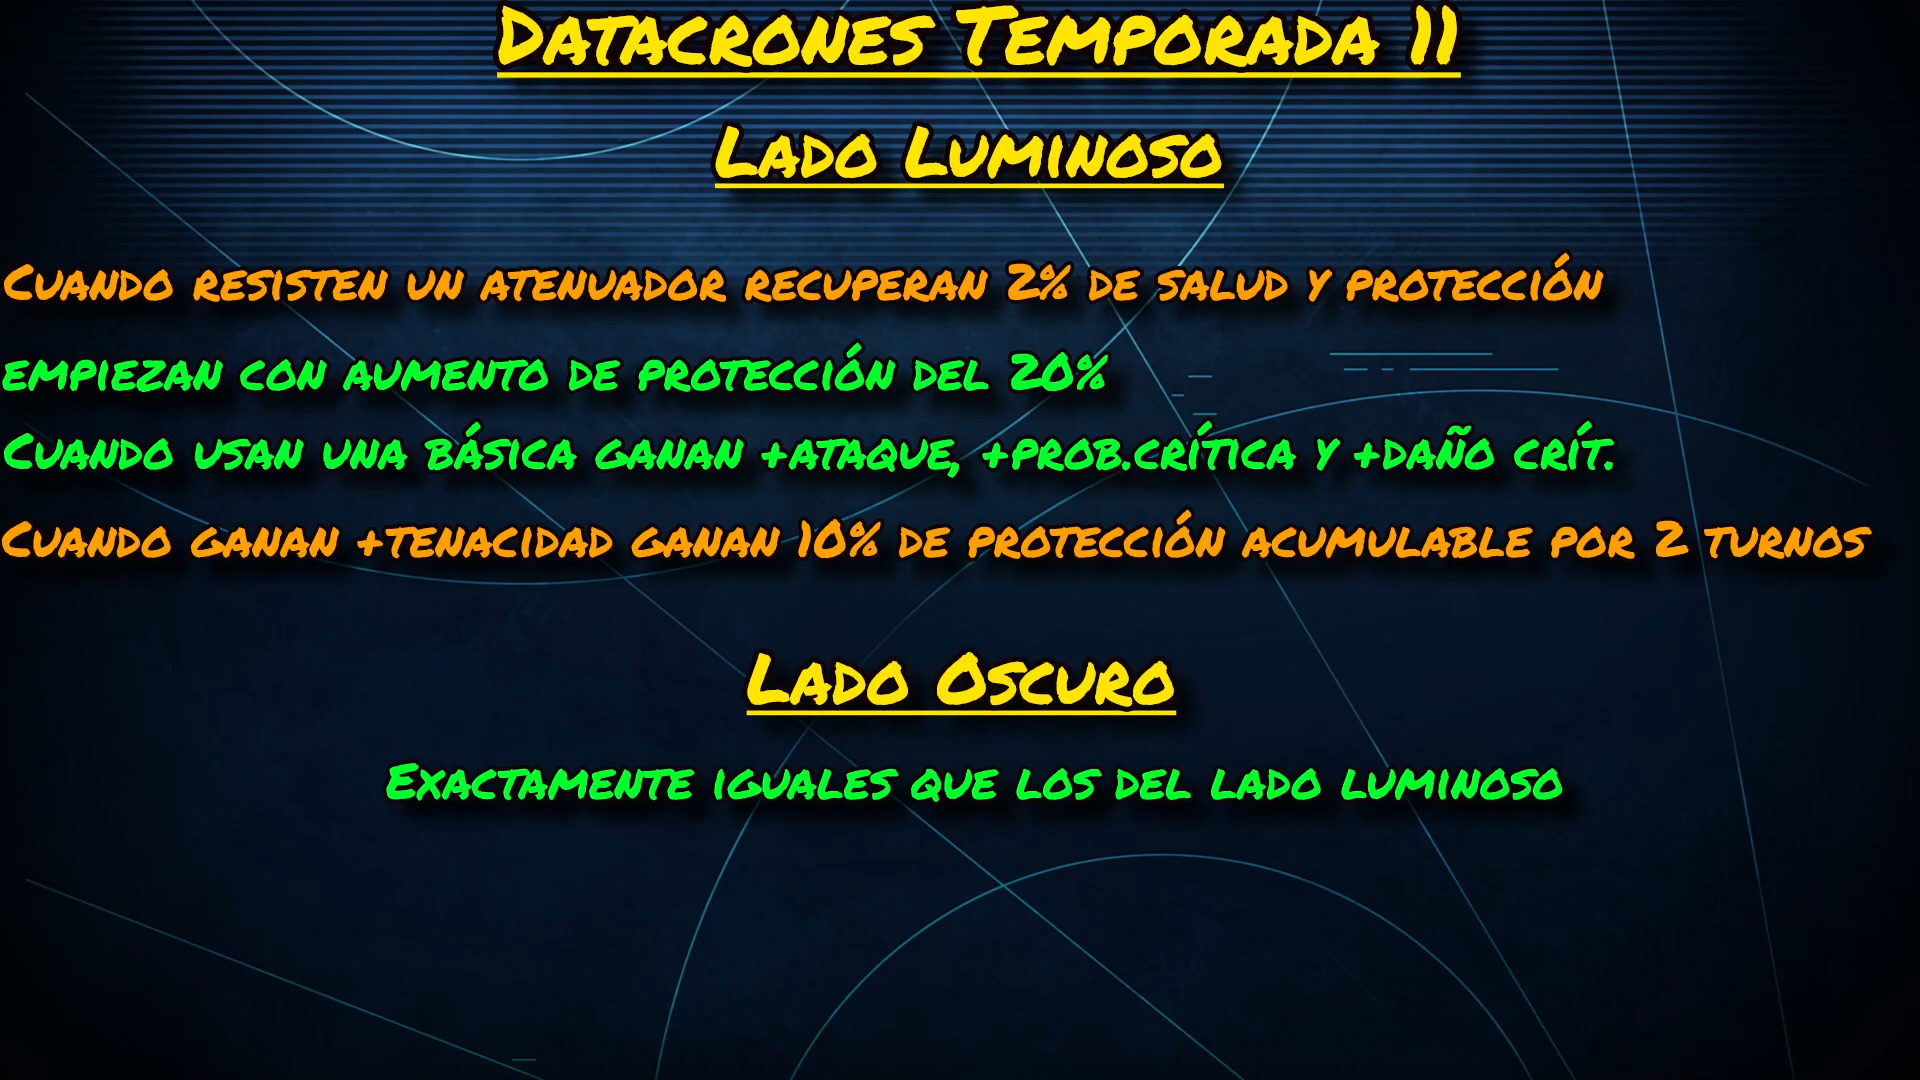 Datacrones Temporada 11
Lado Luminoso
Cuando resisten un atenuador recuperan 2% de salud y protección
empiezan con aumento de protección del 20%
Cuando usan una básica ganan +ataque, +prob.crítica y +daño crít.
Cuando ganan +tenacidad ganan 10% de protección acumulable por 2 turnos
Lado Oscuro
Exactamente iguales que los del lado luminoso